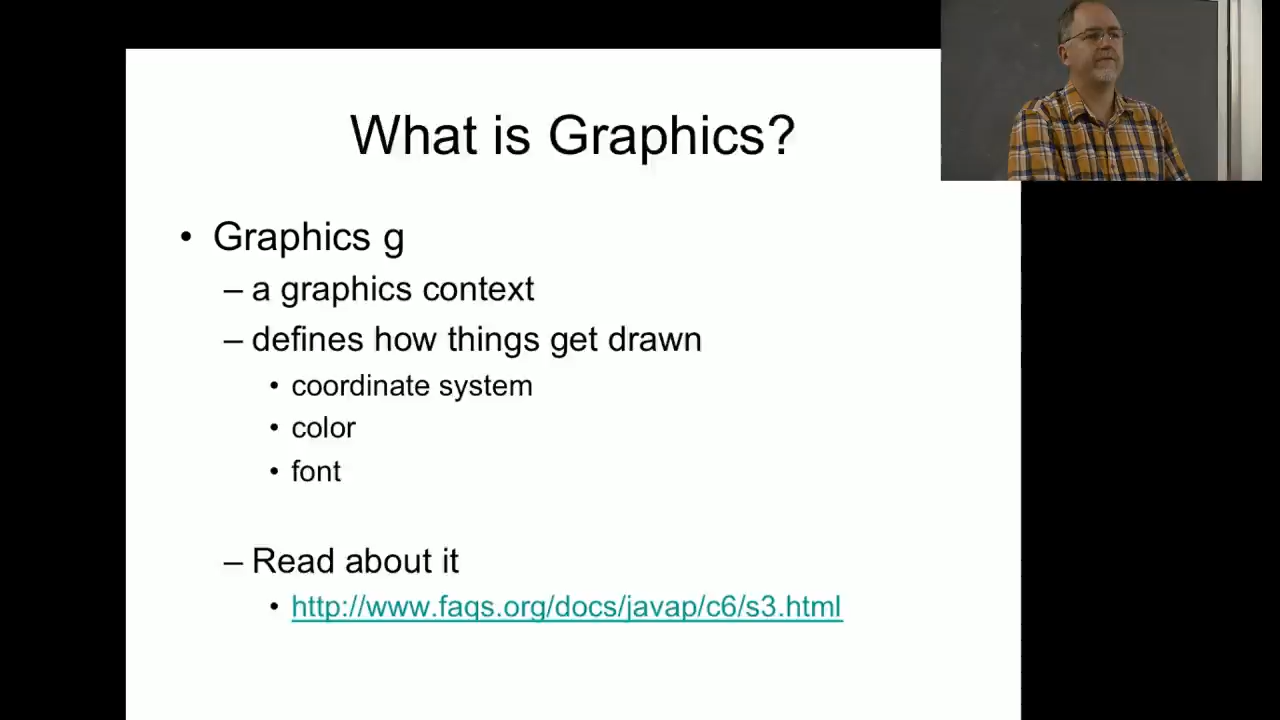 What is Graphics?
• Graphics g
– a graphics context
– defines how things get drawn
• coordinate system
• color
• font
– Read about it
• http://www.faqs.org/docs/javap/c6/s3.html